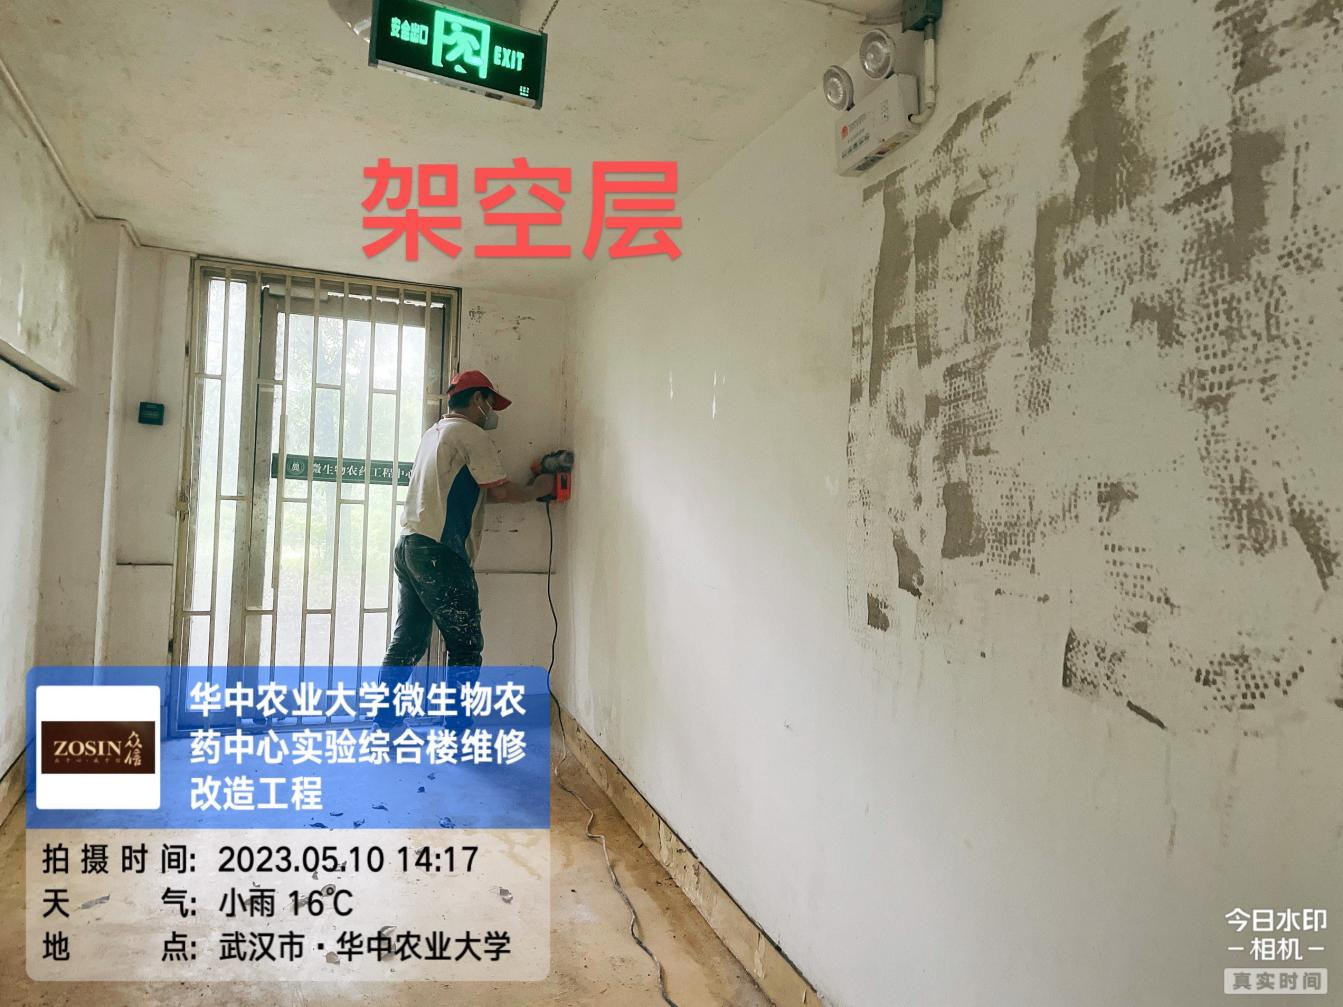 安全出口 EXIT
架空层
微生物农药工程中心
ZOSIN 众信
华中农业大学微生物农
药中心实验综合楼维修
改造工程
拍摄时间: 2023.05.10 14:17
天气: 小雨 16℃
地点: 武汉市·华中农业大学
今日水印
-相机-
真实时间